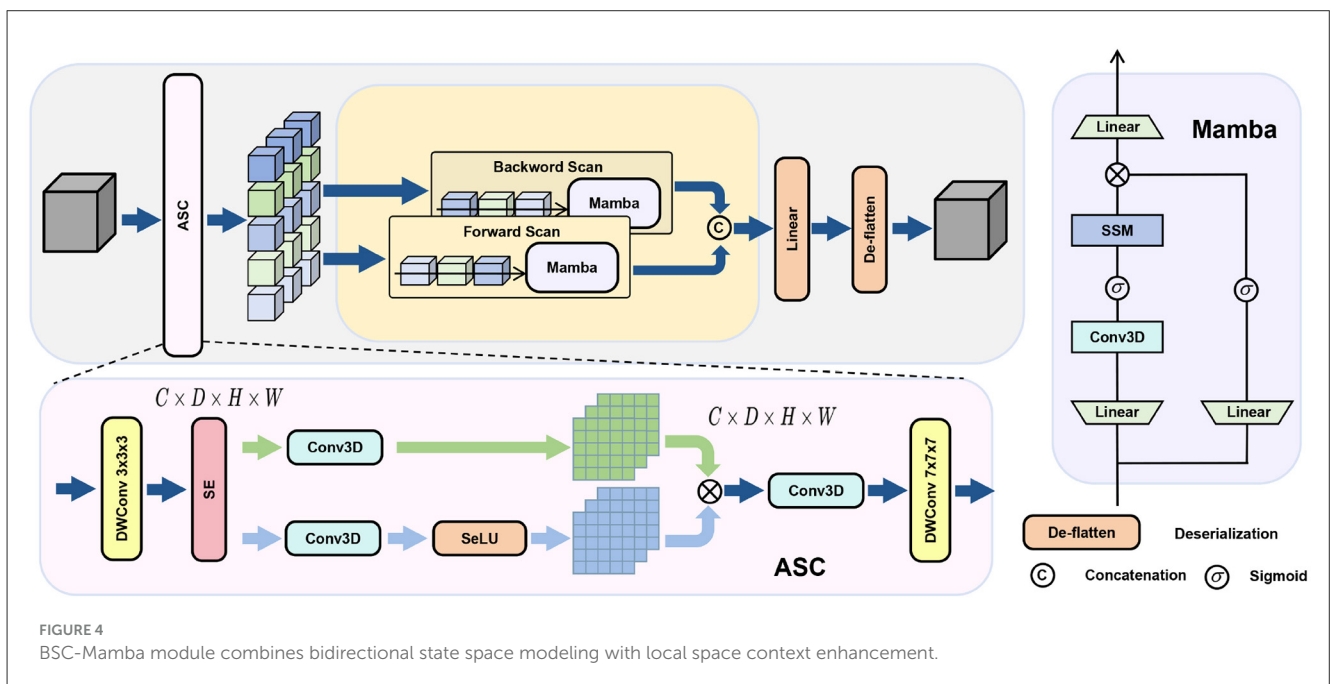 ASC
Backword Scan
Mamba
Forward Scan
Mamba
C
Linear
De-flatten
Mamba
Linear
SSM
σ
σ
Conv3D
Linear
Linear
C × D × H × W
C × D × H × W
DWConv 3x3x3
SE
Conv3D
Conv3D
SeLU
Conv3D
DWConv 7x7x7
ASC
De-flatten Deserialization
C Concatenation σ Sigmoid
FIGURE 4
BSC-Mamba module combines bidirectional state space modeling with local space context enhancement.